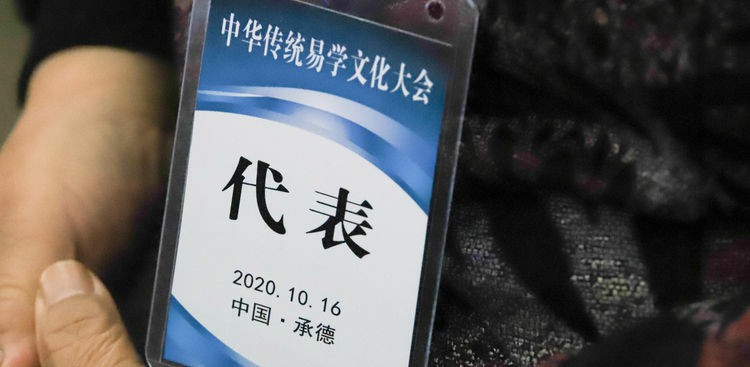 中华传统易学文化大会
代表
2020.10.16
中国·承德